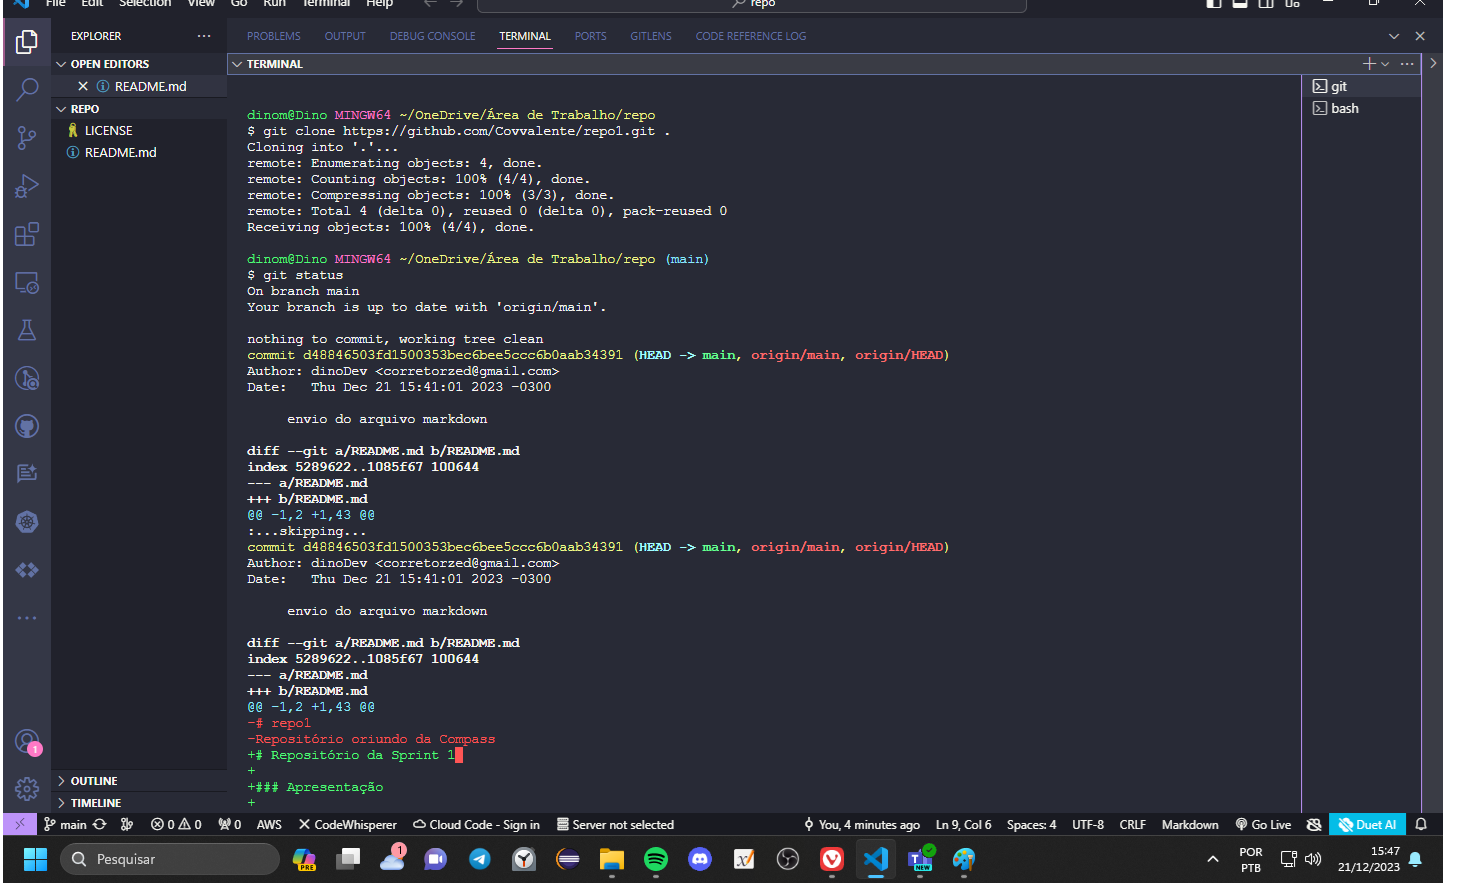 File Edit Selection View Go Run Terminal Help
repo
EXPLORER
PROBLEMS OUTPUT DEBUG CONSOLE TERMINAL PORTS GITLENS CODE REFERENCE LOG
OPEN EDITORS
README.md
REPO
LICENSE
README.md
OUTLINE
TIMELINE
TERMINAL
git
bash
dinom@Dino MINGW64 ~/OneDrive/Área de Trabalho/repo
$ git clone https://github.com/Covvalente/repo1.git .
Cloning into '.'...
remote: Enumerating objects: 4, done.
remote: Counting objects: 100% (4/4), done.
remote: Compressing objects: 100% (3/3), done.
remote: Total 4 (delta 0), reused 0 (delta 0), pack-reused 0
Receiving objects: 100% (4/4), done.
dinom@Dino MINGW64 ~/OneDrive/Área de Trabalho/repo (main)
$ git status
On branch main
Your branch is up to date with 'origin/main'.
nothing to commit, working tree clean
commit d48846503fd1500353bec6bee5ccc6b0aab34391 (HEAD -> main, origin/main, origin/HEAD)
Author: dinoDev <corretorzed@gmail.com>
Date:   Thu Dec 21 15:41:01 2023 -0300
envio do arquivo markdown
diff --git a/README.md b/README.md
index 5289622..1085f67 100644
--- a/README.md
+++ b/README.md
@@ -1,2 +1,43 @@
:...skipping...
commit d48846503fd1500353bec6bee5ccc6b0aab34391 (HEAD -> main, origin/main, origin/HEAD)
Author: dinoDev <corretorzed@gmail.com>
Date:   Thu Dec 21 15:41:01 2023 -0300
envio do arquivo markdown
diff --git a/README.md b/README.md
index 5289622..1085f67 100644
--- a/README.md
+++ b/README.md
@@ -1,2 +1,43 @@
-# repo1
-Repositório oriundo da Compass
+# Repositório da Sprint 1
+
+### Apresentação
+
1
main 0 0 0 AWS CodeWhisperer Cloud Code - Sign in Server not selected You, 4 minutes ago Ln 9, Col 6 Spaces: 4 UTF-8 CRLF Markdown Go Live Duet AI
Pesquisar
PRE
1
NEW
POR
PTB
15:47
21/12/2023